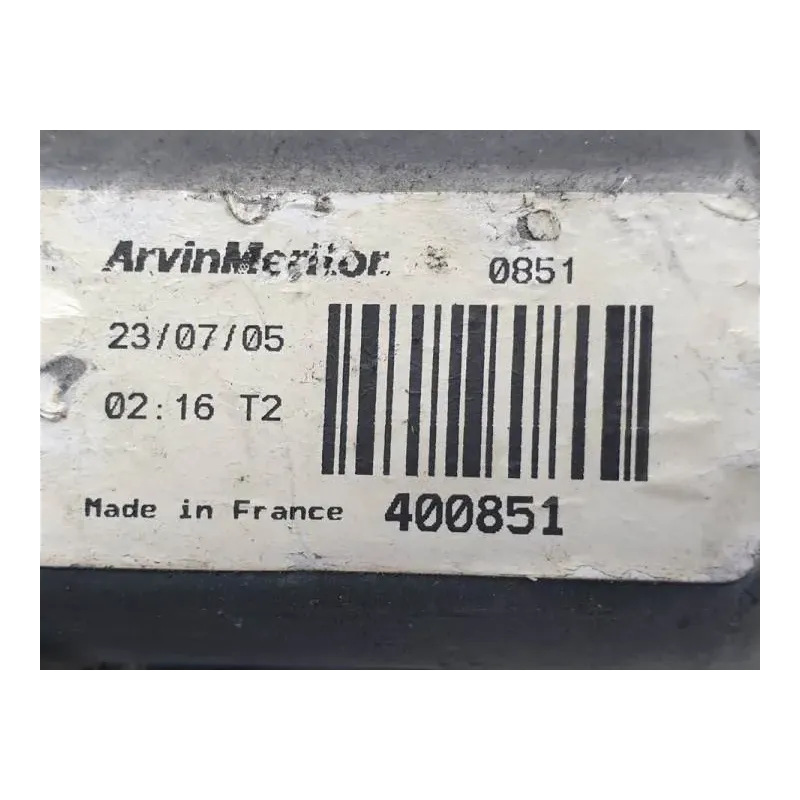 ArvinMeritor 0851
23/07/05
02:16 T2
Made in France 400851